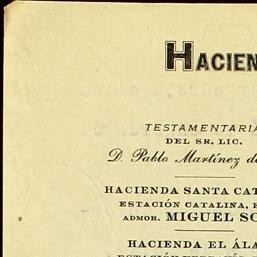 HACIEN
TESTAMENTARIA
DEL SR. LIC.
D. Pablo Martínez d
HACIENDA SANTA CAT
ESTACIÓN CATALINA,
ADMOR. MIGUEL SO
HACIENDA EL ÁLA